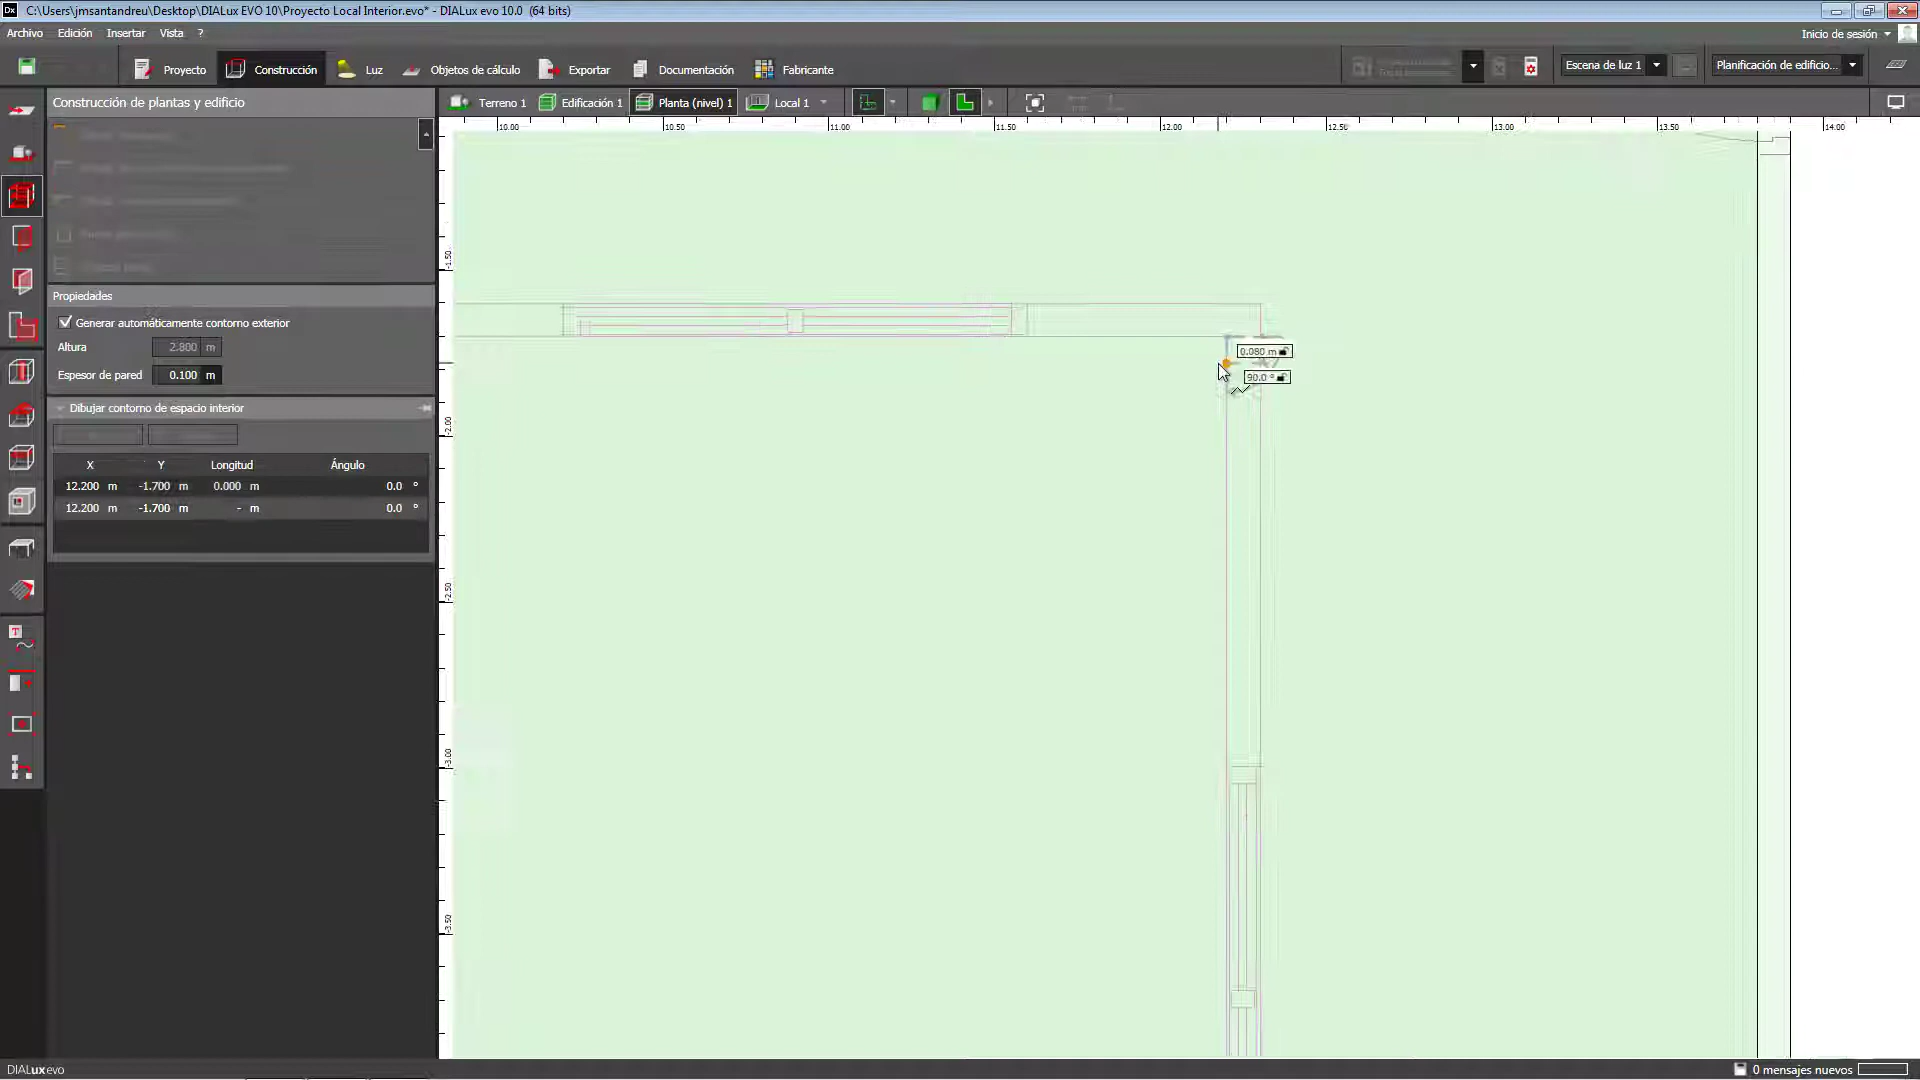 C:\Users\jmsantandreu\Desktop\DIALux EVO 10\Proyecto Local Interior.evo* - DIALux evo 10.0 (64 bits)
Archivo Edición Insertar Vista ?
Inicio de sesión
Proyecto Construcción Luz Objetos de cálculo Exportar Documentación Fabricante
Escena de luz 1 Planificación de edificio...
Construcción de plantas y edificio
Terreno 1 Edificación 1 Planta (nivel) 1 Local 1
10.00 10.50 11.00 11.50 12.00 12.50 13.00 13.50 14.00
-1.50
-2.00
-2.50
-3.00
-3.50
Propiedades
Generar automáticamente contorno exterior
Altura 2.800 m
Espesor de pared 0.100 m
0.080 m
90.0 °
Dibujar contorno de espacio interior
X Y Longitud Ángulo
12.200 m -1.700 m 0.000 m 0.0 °
12.200 m -1.700 m - m 0.0 °
DIALux evo
0 mensajes nuevos